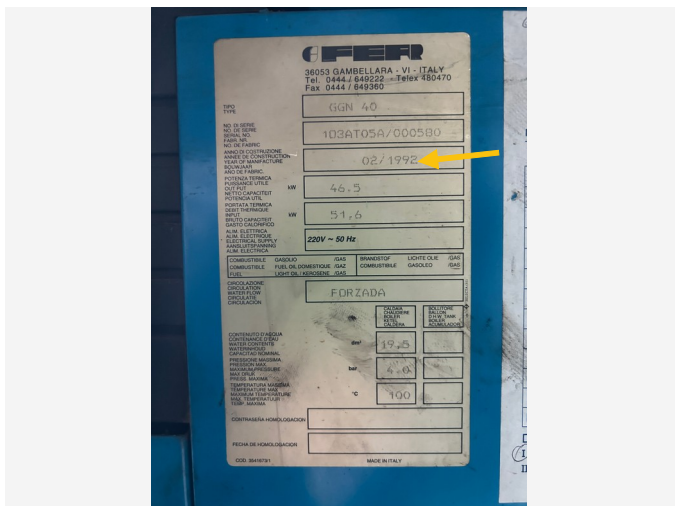 FER
36053 GAMBELLARA - VI - ITALY
Tel. 0444 / 649222 - Telex 480470
Fax 0444 / 649360
TIPO
TYPE
GGN 40
NO. DI SERIE
NO. DE SERIE
SERIAL NO.
FABR. NR.
NO. DE FABRIC
103AT05A/000580
ANNO DI COSTRUZIONE
ANNEE DE CONSTRUCTION
YEAR OF MANUFACTURE
BOUWJAAR
ANO DE FABRIC.
02/1992
POTENZA TERMICA
PUISSANCE UTILE
OUT PUT
NETTO CAPACITEIT
POTENCIA UTIL
kW
46.5
PORTATA TERMICA
DEBIT THERMIQUE
INPUT
BRUTO CAPACITEIT
GASTO CALORIFICO
kW
51,6
ALIM. ELETTRICA
ALIM. ELECTRIQUE
ELECTRICAL SUPPLY
AANSLUITSPANNING
ALIM. ELECTRICA
220V ~ 50 Hz
COMBUSTIBILE GASOLIO /GAS
COMBUSTIBLE FUEL OIL DOMESTIQUE /GAZ
FUEL LIGHT OIL / KEROSENE /GAS
BRANDSTOF LICHTE OLIE /GAS
COMBUSTIBLE GASOLEO /GAS
CIRCOLAZIONE
CIRCULATION
WATER FLOW
CIRCULATIE
CIRCULACION
FORZADA
CALDAIA
CHAUDIERE
BOILER
KETEL
CALDERA
BOLLITORE
BALLON
D.H.W. TANK
BOILER
ACUMULADOR
CONTENUTO D'ACQUA
CONTENANCE D'EAU
WATER CONTENTS
WATERINHOUD
CAPACITAD NOMINAL
dm³
19,5
PRESSIONE MASSIMA
PRESSION MAX.
MAXIMUM PRESSURE
MAX. DRUK
PRESS. MAXIMA
bar
4.0
TEMPERATURA MASSIMA
TEMPERATURE MAX.
MAXIMUM TEMPERATURE
MAX. TEMPERATUUR
TEMP. MAXIMA
°C
100
CONTRASEÑA HOMOLOGACION
FECHA DE HOMOLOGACION
MADE IN ITALY